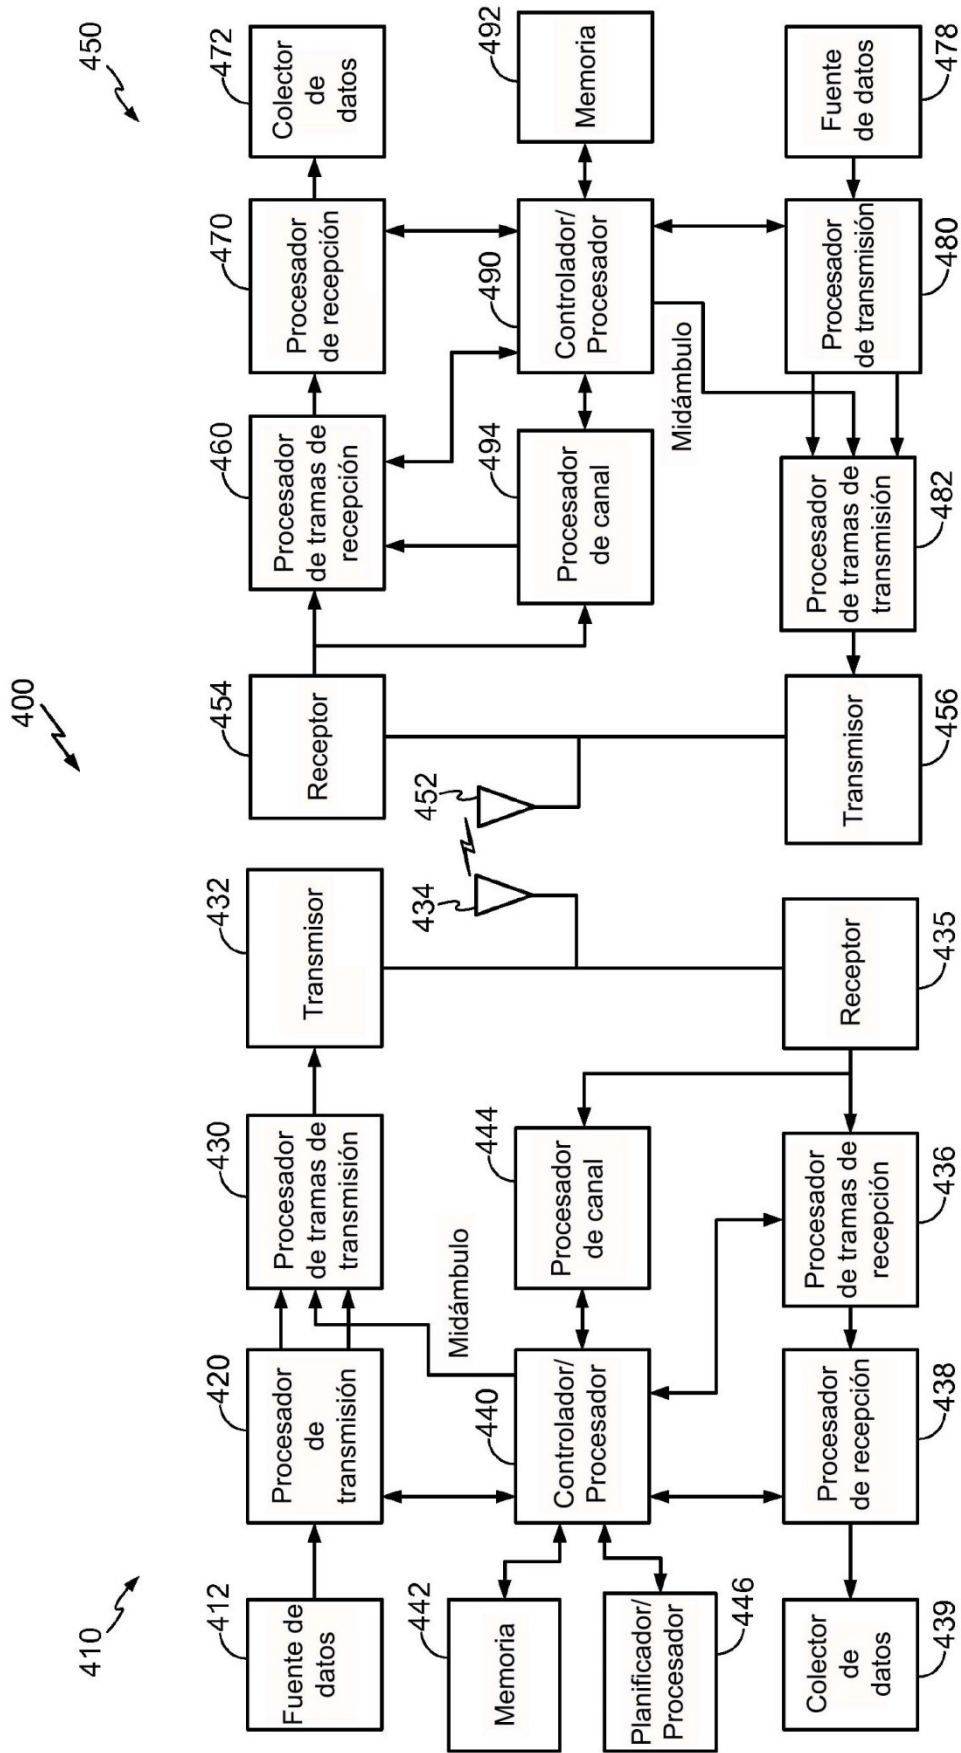 400
410
450
412
Fuente de
datos
420
Procesador
de
transmisión
430
Procesador
de tramas de
transmisión
432
Transmisor
454
Receptor
460
Procesador
de tramas de
recepción
470
Procesador
de recepción
472
Colector
de
datos
442
Memoria
440
Controlador/
Procesador
Midámbulo
444
Procesador
de canal
434
452
494
Procesador
de canal
490
Controlador/
Procesador
492
Memoria
Midámbulo
Planificador/
Procesador
446
Colector
de
datos
439
Procesador
de recepción
438
Procesador
de tramas de
recepción
436
Receptor
435
Transmisor
456
Procesador
de tramas de
transmisión
482
Procesador
de transmisión
480
Fuente
de datos
478